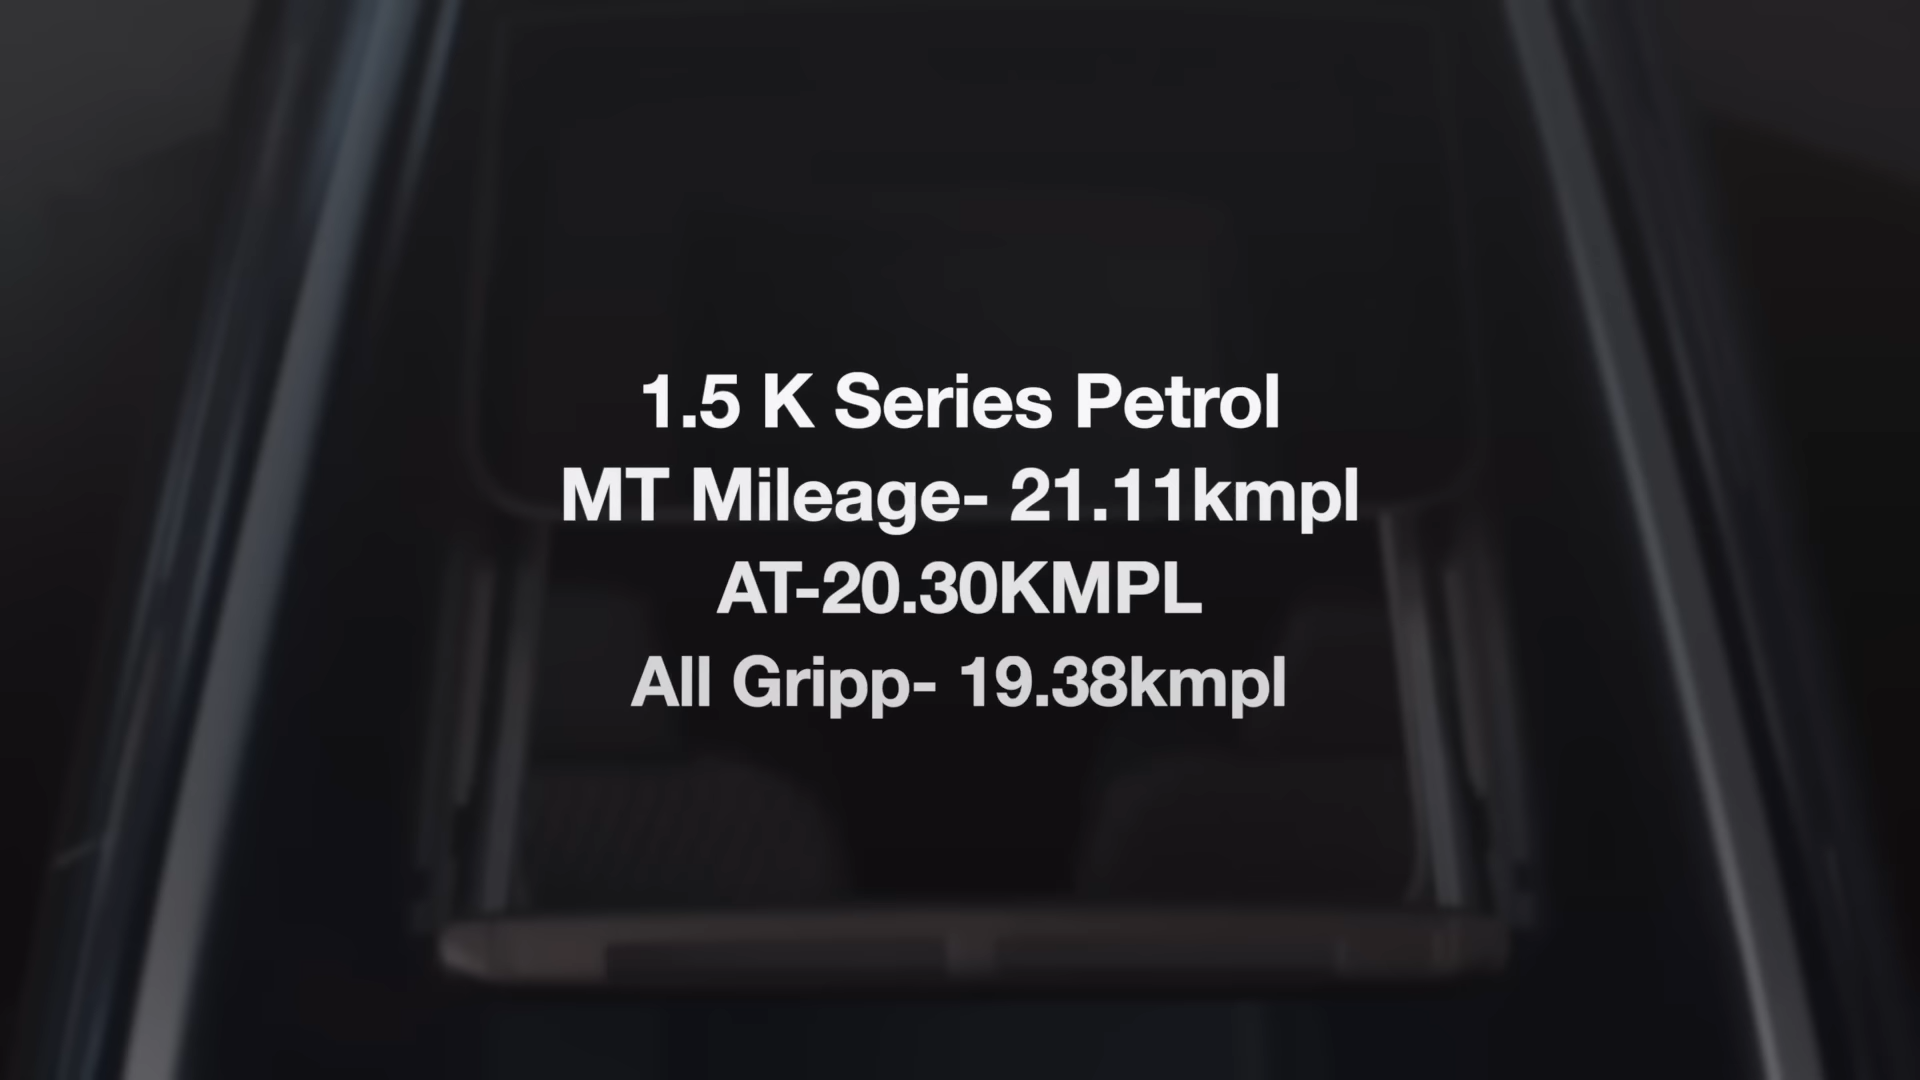 1.5 K Series Petrol
MT Mileage- 21.11kmpl
AT-20.30KMPL
All Gripp- 19.38kmpl